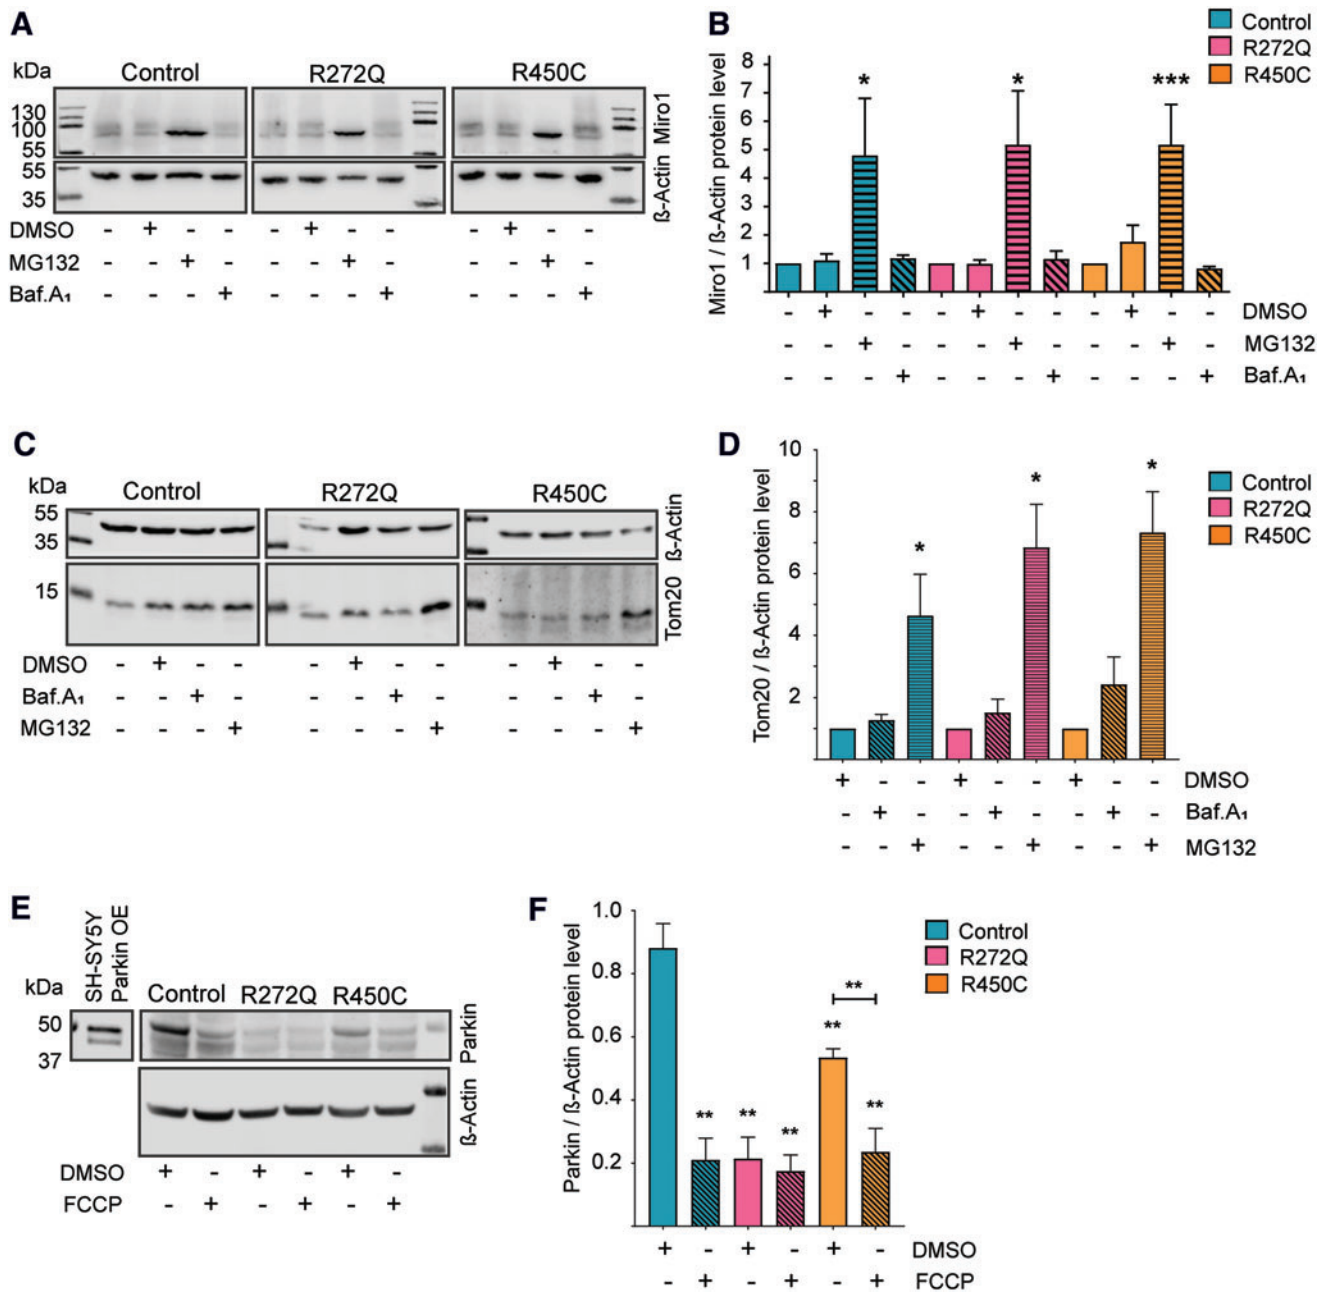 A
kDa
Control
R272Q
R450C
130
100
55
Miro1
55
35
ß-Actin
DMSO - + - - - + - - - + - -
MG132 - - + - - - + - - - + -
Baf.A₁ - - - + - - - + - - - +
B
Control
R272Q
R450C
Miro1 / ß-Actin protein level
8
7
6
5
4
3
2
1
* * ***
- + - - - + - - - + - - DMSO
- - + - - - + - - - + - MG132
- - - + - - - + - - - + Baf.A₁
C
kDa
Control
R272Q
R450C
55
35
ß-Actin
15
Tom20
DMSO - + - - - + - - - + - -
Baf.A₁ - - + - - - + - - - + -
MG132 - - - + - - - + - - - +
D
Control
R272Q
R450C
Tom20 / ß-Actin protein level
10
8
6
4
2
* * *
+ - - + - - + - - DMSO
- + - - + - - + - Baf.A₁
- - + - - + - - + MG132
E
SH-SY5Y
Parkin OE
kDa
Control R272Q R450C
50
37
Parkin
ß-Actin
DMSO + - + - + -
FCCP - + - + - +
F
Control
R272Q
R450C
Parkin / ß-Actin protein level
1.0
0.8
0.6
0.4
0.2
**
** ** ** ** **
+ - + - + - DMSO
- + - + - + FCCP